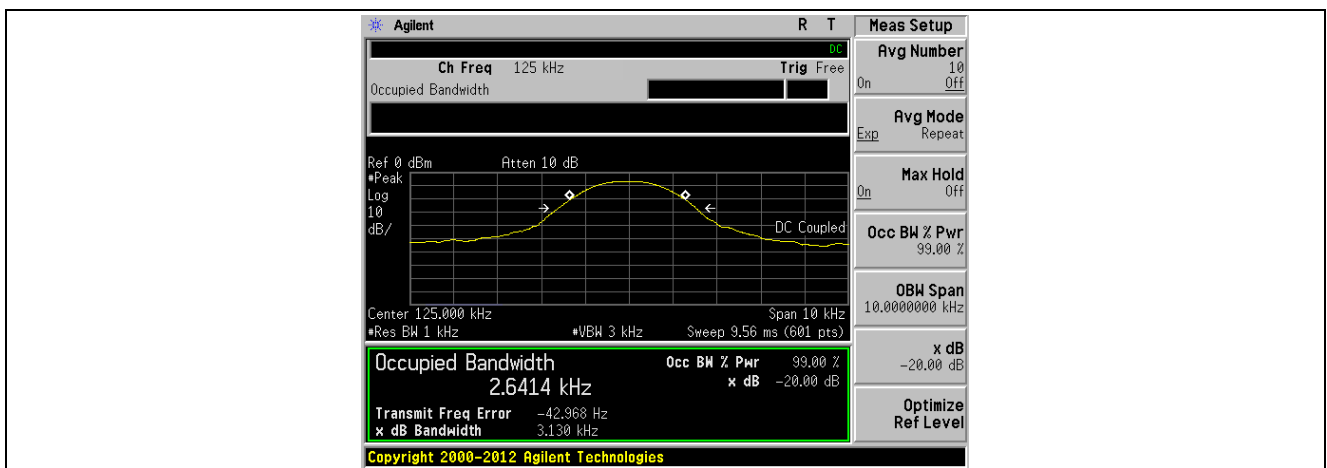 Agilent R T
Meas Setup
DC
Ch Freq 125 kHz Trig Free
Occupied Bandwidth
Ref 0 dBm Atten 10 dB
#Peak
Log
10
dB/
DC Coupled
Center 125.000 kHz Span 10 kHz
#Res BW 1 kHz #VBW 3 kHz Sweep 9.56 ms (601 pts)
Occupied Bandwidth
2.6414 kHz
Occ BW % Pwr 99.00 %
x dB -20.00 dB
Transmit Freq Error -42.968 Hz
x dB Bandwidth 3.130 kHz
Copyright 2000-2012 Agilent Technologies
Avg Number
10
On Off
Avg Mode
Exp Repeat
Max Hold
On Off
Occ BW % Pwr
99.00 %
OBW Span
10.0000000 kHz
x dB
-20.00 dB
Optimize
Ref Level